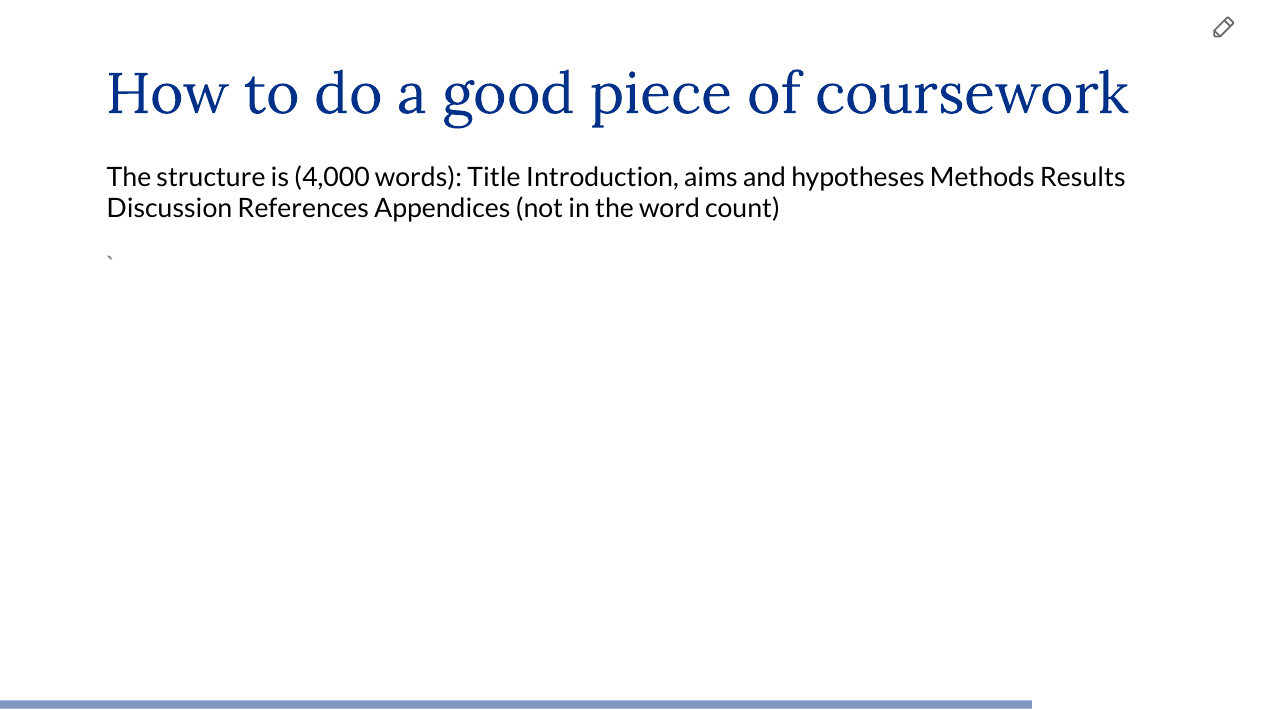 How to do a good piece of coursework
The structure is (4,000 words): Title Introduction, aims and hypotheses Methods Results
Discussion References Appendices (not in the word count)
`